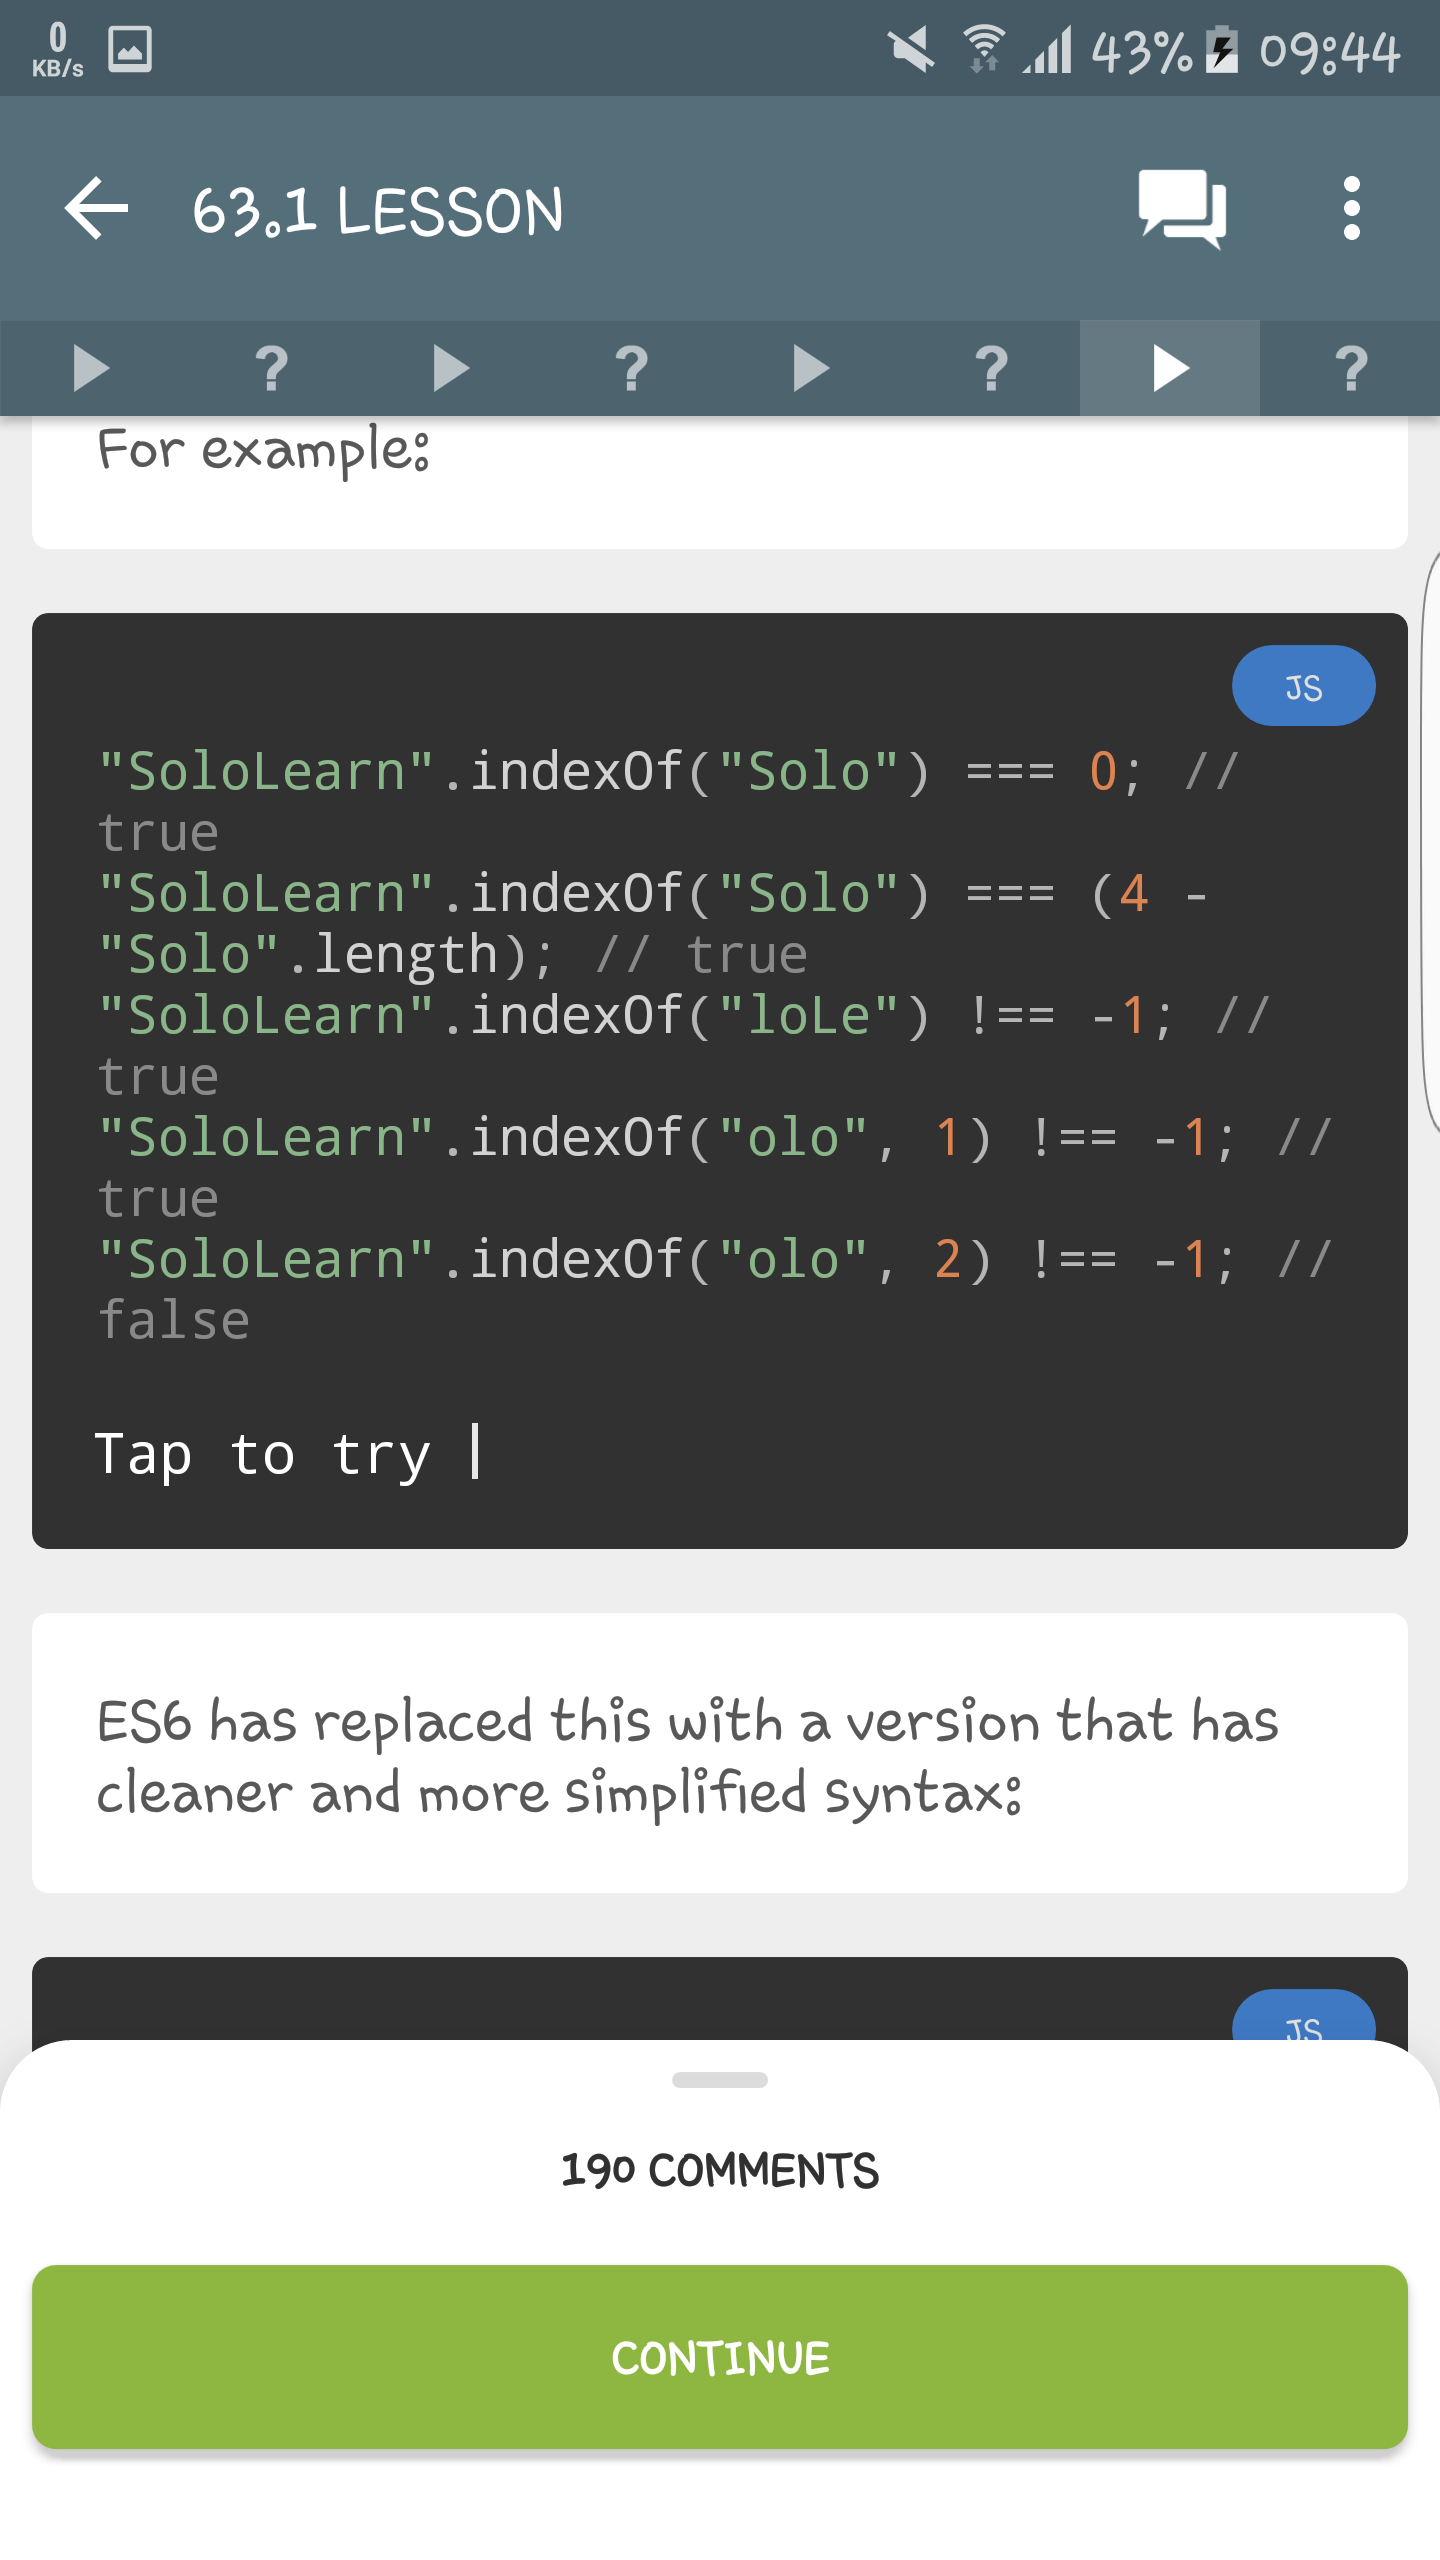 0
KB/s
43%
09:44
63.1 LESSON
? ? ? ?
For example:
JS
"SoloLearn".indexOf("Solo") === 0; //
true
"SoloLearn".indexOf("Solo") === (4 -
"Solo".length); // true
"SoloLearn".indexOf("loLe") !== -1; //
true
"SoloLearn".indexOf("olo", 1) !== -1; //
true
"SoloLearn".indexOf("olo", 2) !== -1; //
false
Tap to try |
ES6 has replaced this with a version that has
cleaner and more simplified syntax:
JS
190 COMMENTS
CONTINUE